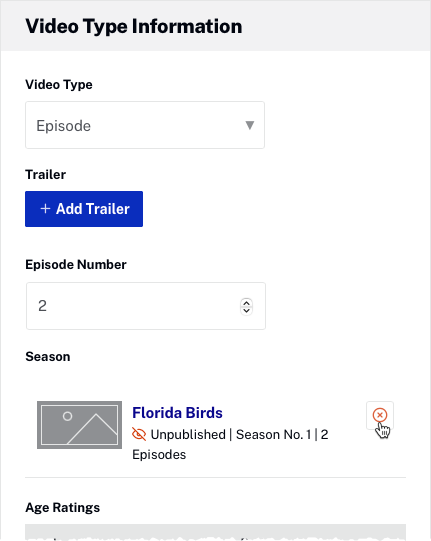 Video Type Information
Video Type
Episode
Trailer
+ Add Trailer
Episode Number
2
Season
Florida Birds
Unpublished | Season No. 1 | 2
Episodes
Age Ratings